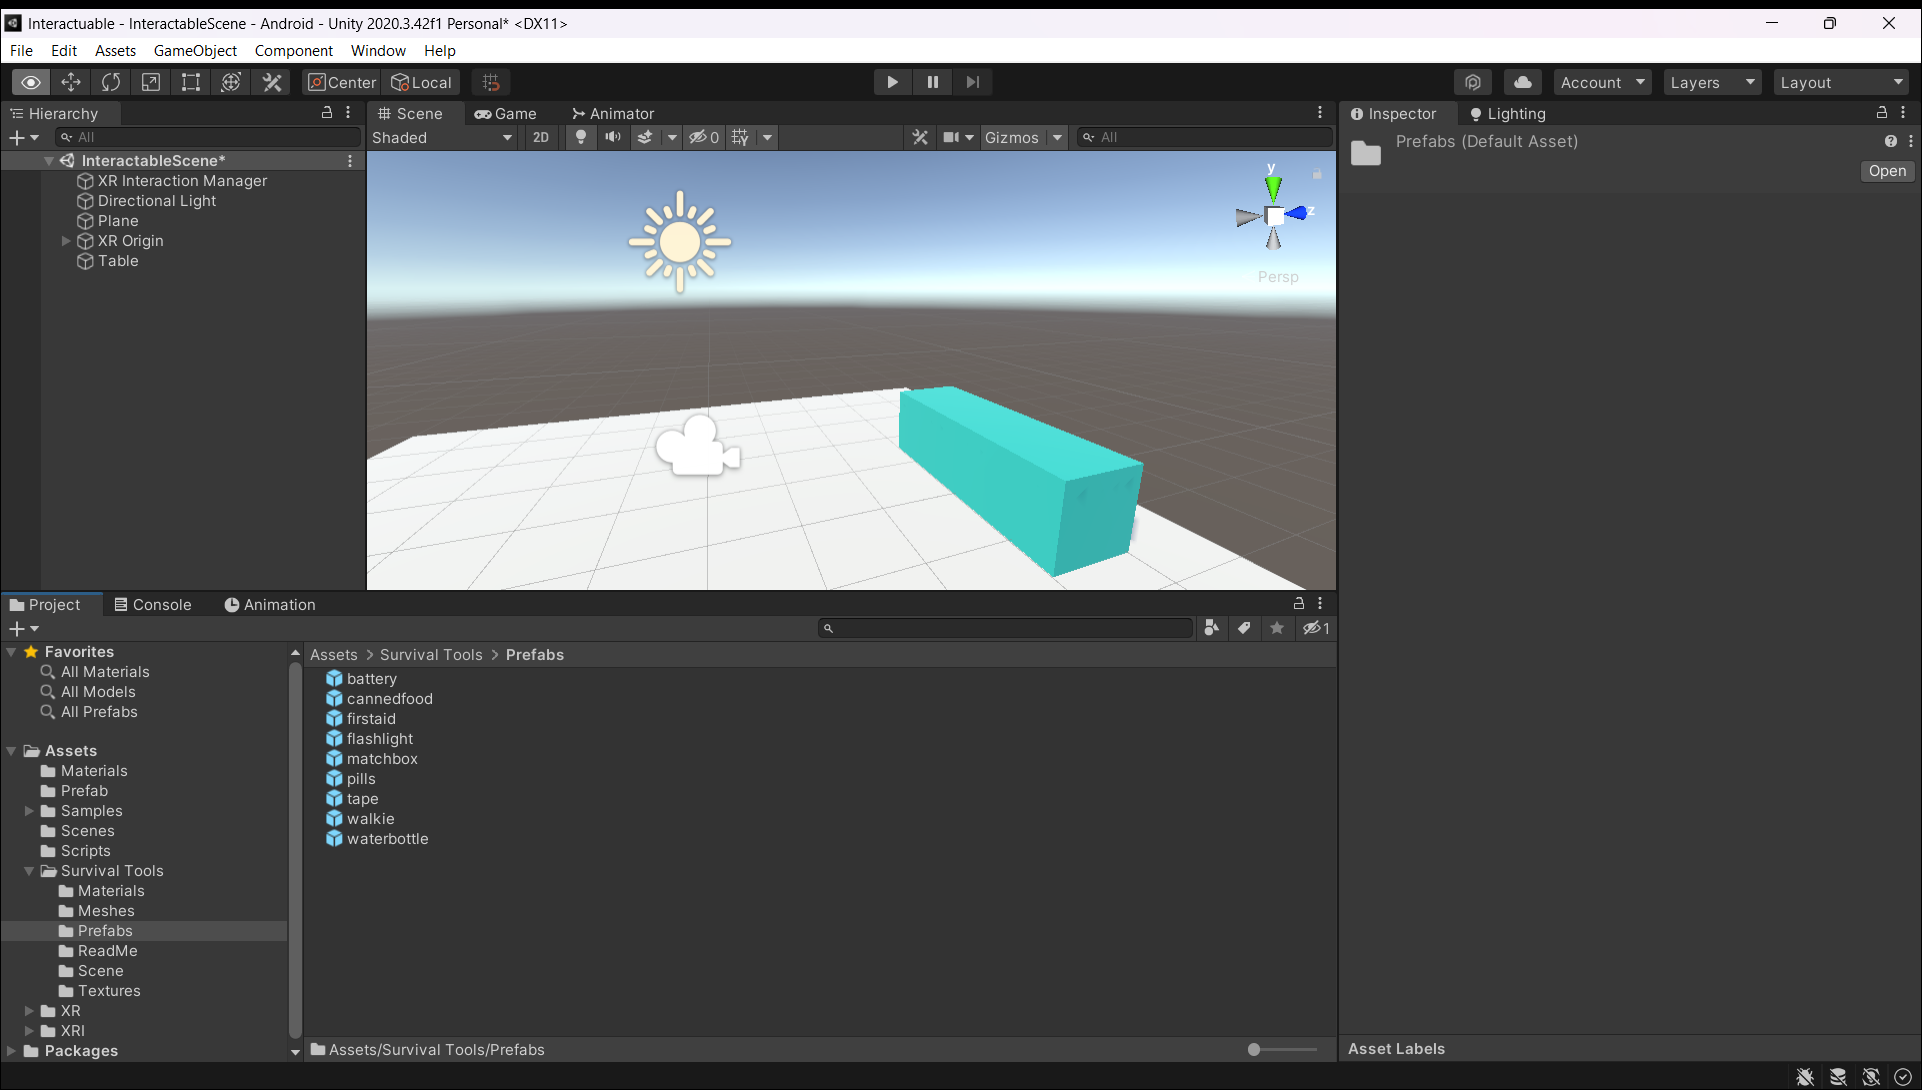 Interactuable - InteractableScene - Android - Unity 2020.3.42f1 Personal* <DX11>
File Edit Assets GameObject Component Window Help
Center Local Account Layers Layout
Hierarchy
All
InteractableScene*
XR Interaction Manager
Directional Light
Plane
XR Origin
Table
Scene Game Animator
Shaded 2D 0 Gizmos All
y
z
Persp
Inspector Lighting
Prefabs (Default Asset)
Open
Project Console Animation
1
Favorites
All Materials
All Models
All Prefabs
Assets
Materials
Prefab
Samples
Scenes
Scripts
Survival Tools
Materials
Meshes
Prefabs
ReadMe
Scene
Textures
XR
XRI
Packages
Assets > Survival Tools > Prefabs
battery
cannedfood
firstaid
flashlight
matchbox
pills
tape
walkie
waterbottle
Assets/Survival Tools/Prefabs
Asset Labels